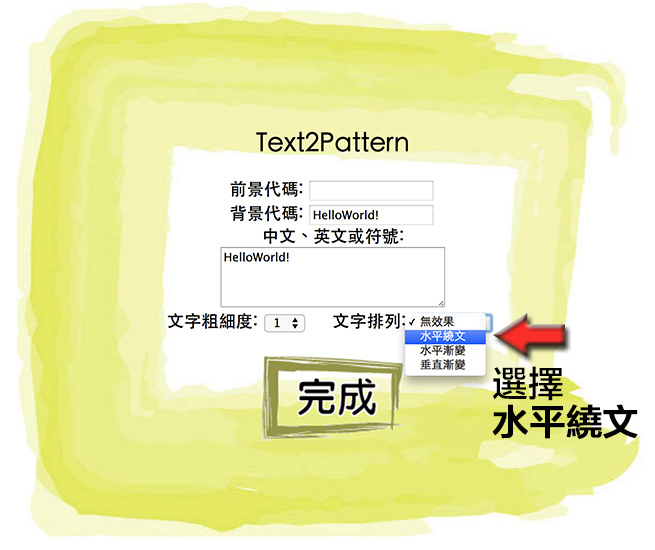 Text2Pattern
前景代碼:
背景代碼: HelloWorld!
中文、英文或符號:
HelloWorld!
文字粗細度: 1 文字排列: ✓ 無效果
水平繞文
水平漸變
垂直漸變
完成
選擇
水平繞文